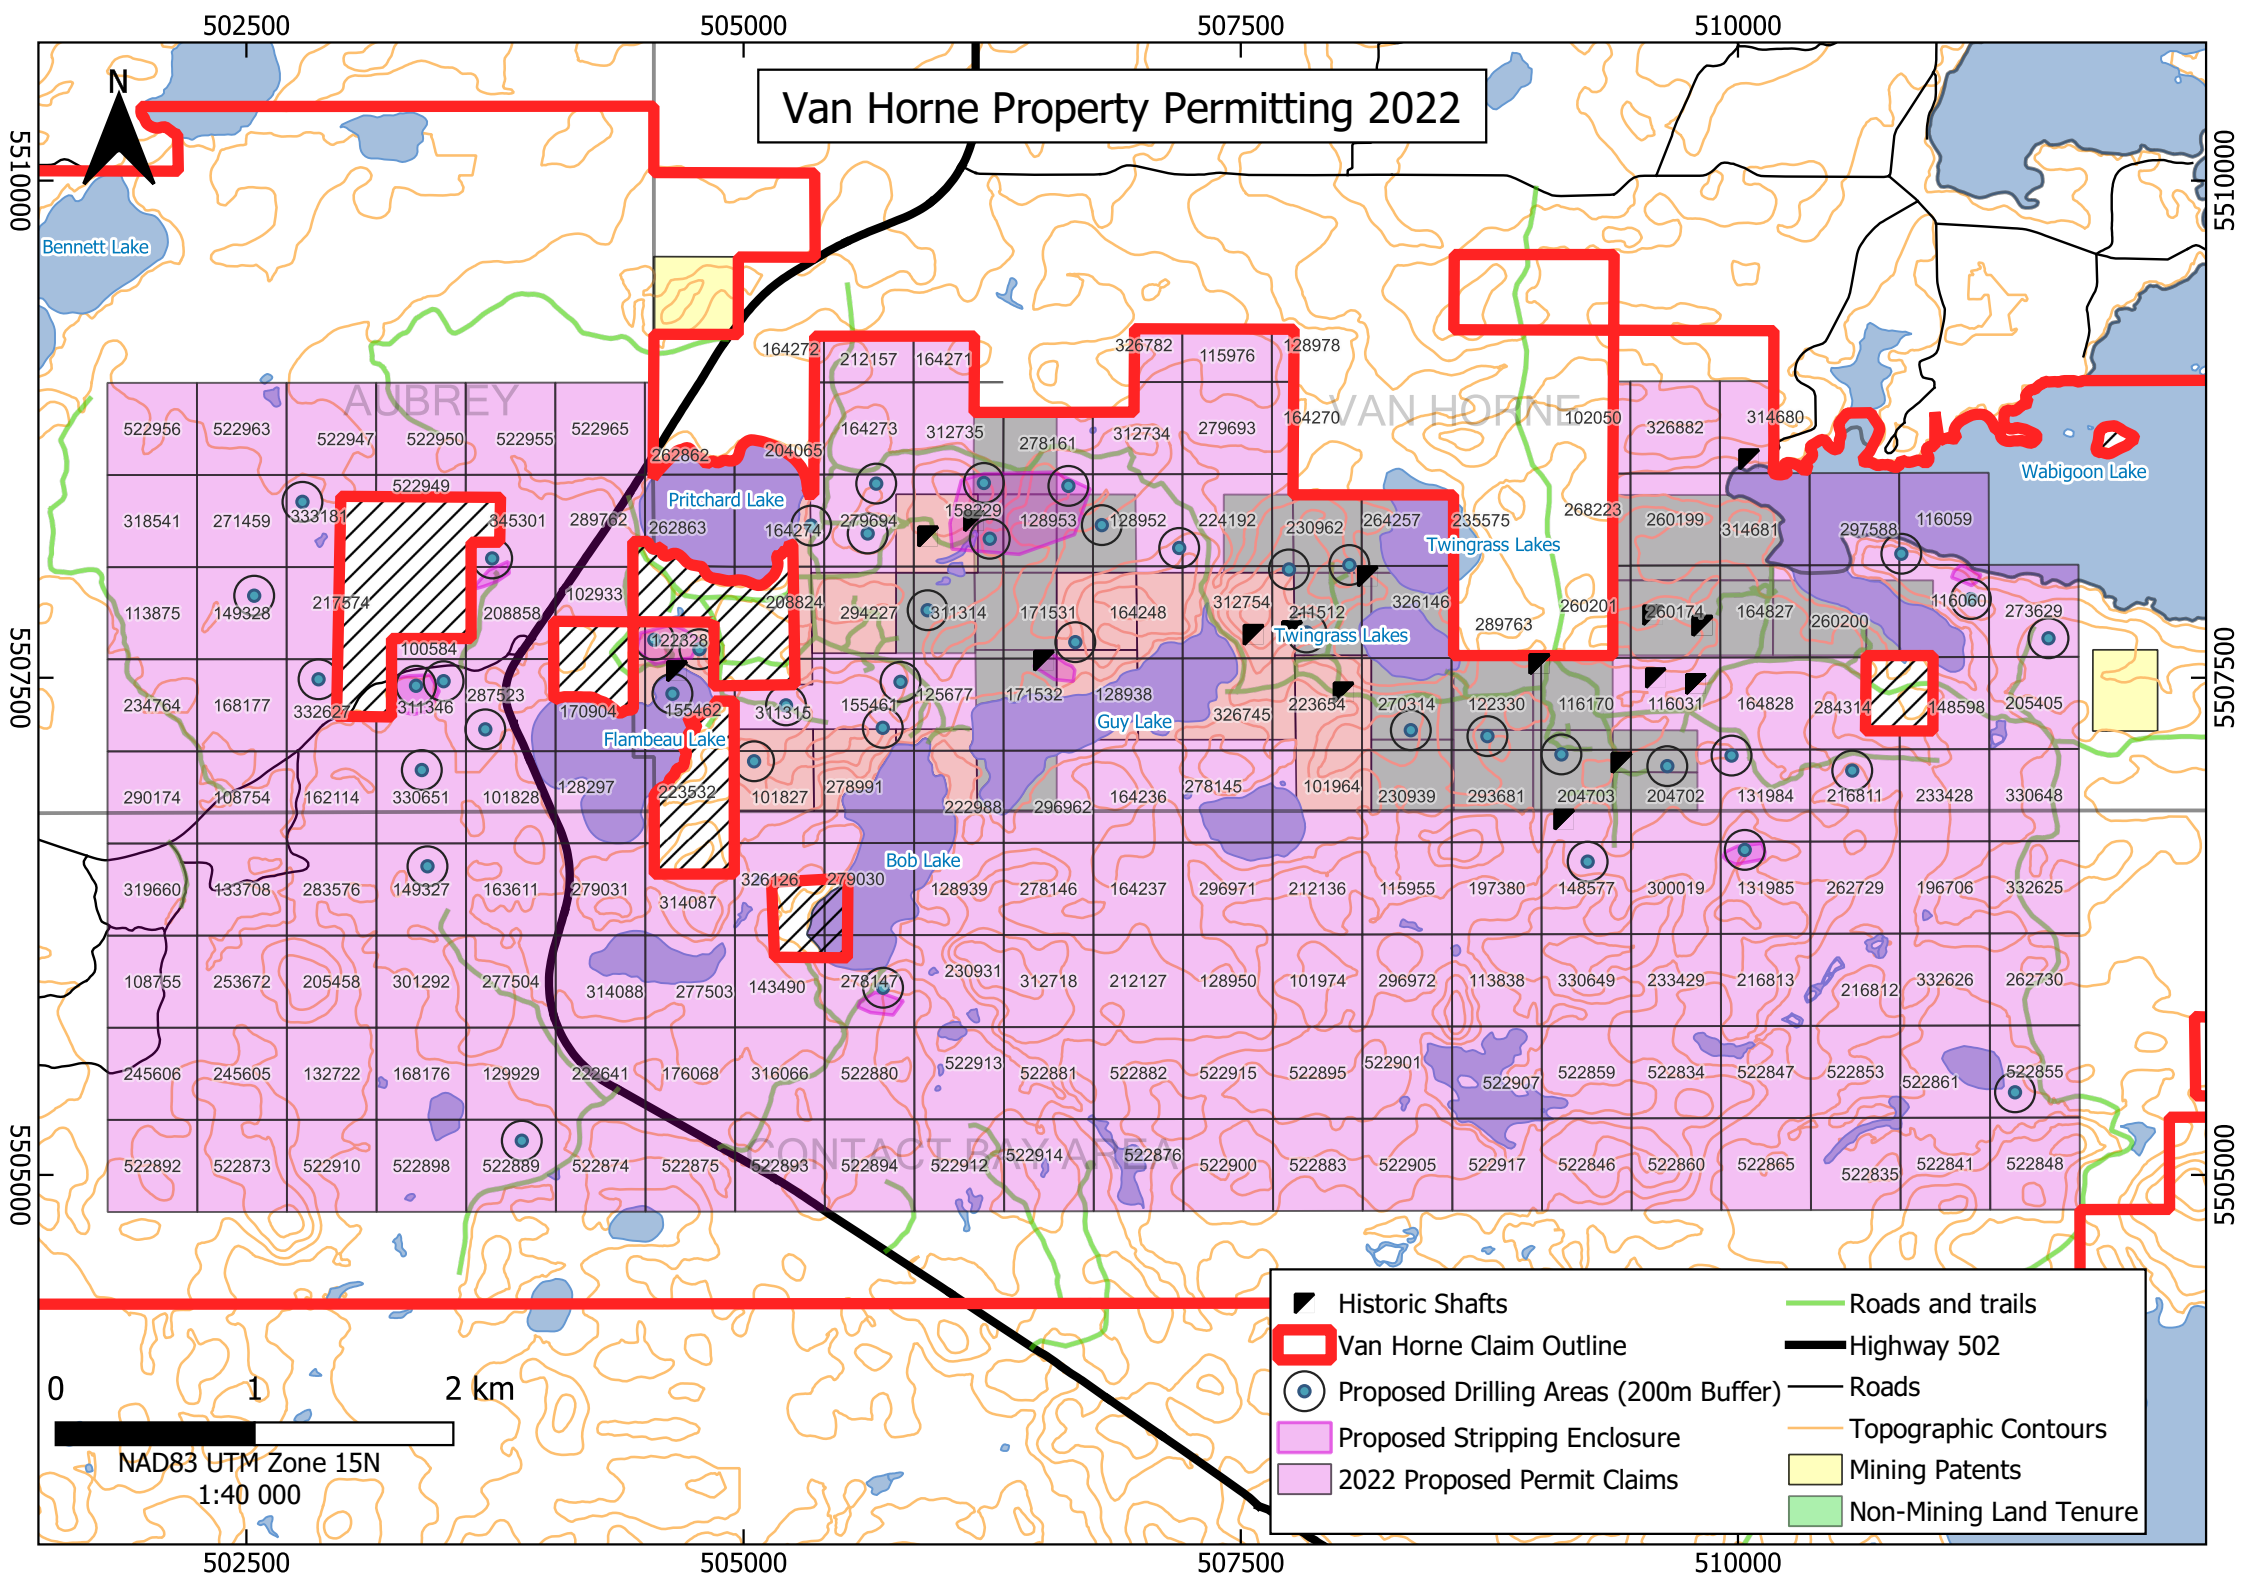 502500 505000 507500 510000
Van Horne Property Permitting 2022
N
5510000 5510000
Bennett Lake
164272 212157 164271 326782 115976 128978
AUBREY VAN HORNE
522956 522963 522947 522950 522955 522965 164273 312735 278161 312734 279693 164270 102050 326882 314680
262862 204065
Wabigoon Lake
522949
Pritchard Lake
318541 271459 333181 345301 289762 262863 164274 279694 158229 128953 128952 224192 230962 264257 235575 268223 260199 314681 297588 116059
Twingrass Lakes
113875 149328 217574 208858 102933 208824 294227 311314 171531 164248 312754 211512 326146 289763 260201 260174 164827 260200 116060 273629
Twingrass Lakes
100584 122328
5507500 5507500
234764 168177 332627 311346 287523 170904 155462 311315 155461 125677 171532 128938 326745 223654 270314 122330 116170 116031 164828 284314 148598 205405
Guy Lake
Flambeau Lake
290174 108754 162114 330651 101828 128297 223532 101827 278991 222988 296962 164236 278145 101964 230939 293681 204703 204702 131984 216811 233428 330648
Bob Lake
319660 133708 283576 149327 163611 279031 314087 326126 279030 128939 278146 164237 296971 212136 115955 197380 148577 300019 131985 262729 196706 332625
108755 253672 205458 301292 277504 314088 277503 143490 278147 230931 312718 212127 128950 101974 296972 113838 330649 233429 216813 216812 332626 262730
245606 245605 132722 168176 129929 222641 176068 316066 522880 522913 522881 522882 522915 522895 522901 522907 522859 522834 522847 522853 522861 522855
CONTACT BAY AREA
5505000 5505000
522892 522873 522910 522898 522889 522874 522875 522893 522894 522912 522914 522876 522900 522883 522905 522917 522846 522860 522865 522835 522841 522848
Historic Shafts
Van Horne Claim Outline
Proposed Drilling Areas (200m Buffer)
Proposed Stripping Enclosure
2022 Proposed Permit Claims
Roads and trails
Highway 502
Roads
Topographic Contours
Mining Patents
Non-Mining Land Tenure
0 1 2 km
NAD83 UTM Zone 15N
1:40 000
502500 505000 507500 510000